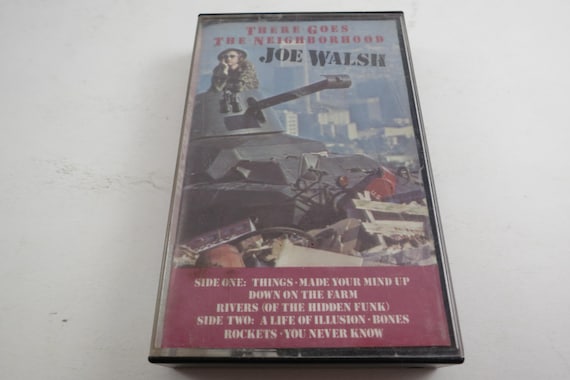 THERE GOES
THE NEIGHBORHOOD
JOE WALSH
SIDE ONE: THINGS · MADE YOUR MIND UP
DOWN ON THE FARM
RIVERS (OF THE HIDDEN FUNK)
SIDE TWO: A LIFE OF ILLUSION · BONES
ROCKETS · YOU NEVER KNOW